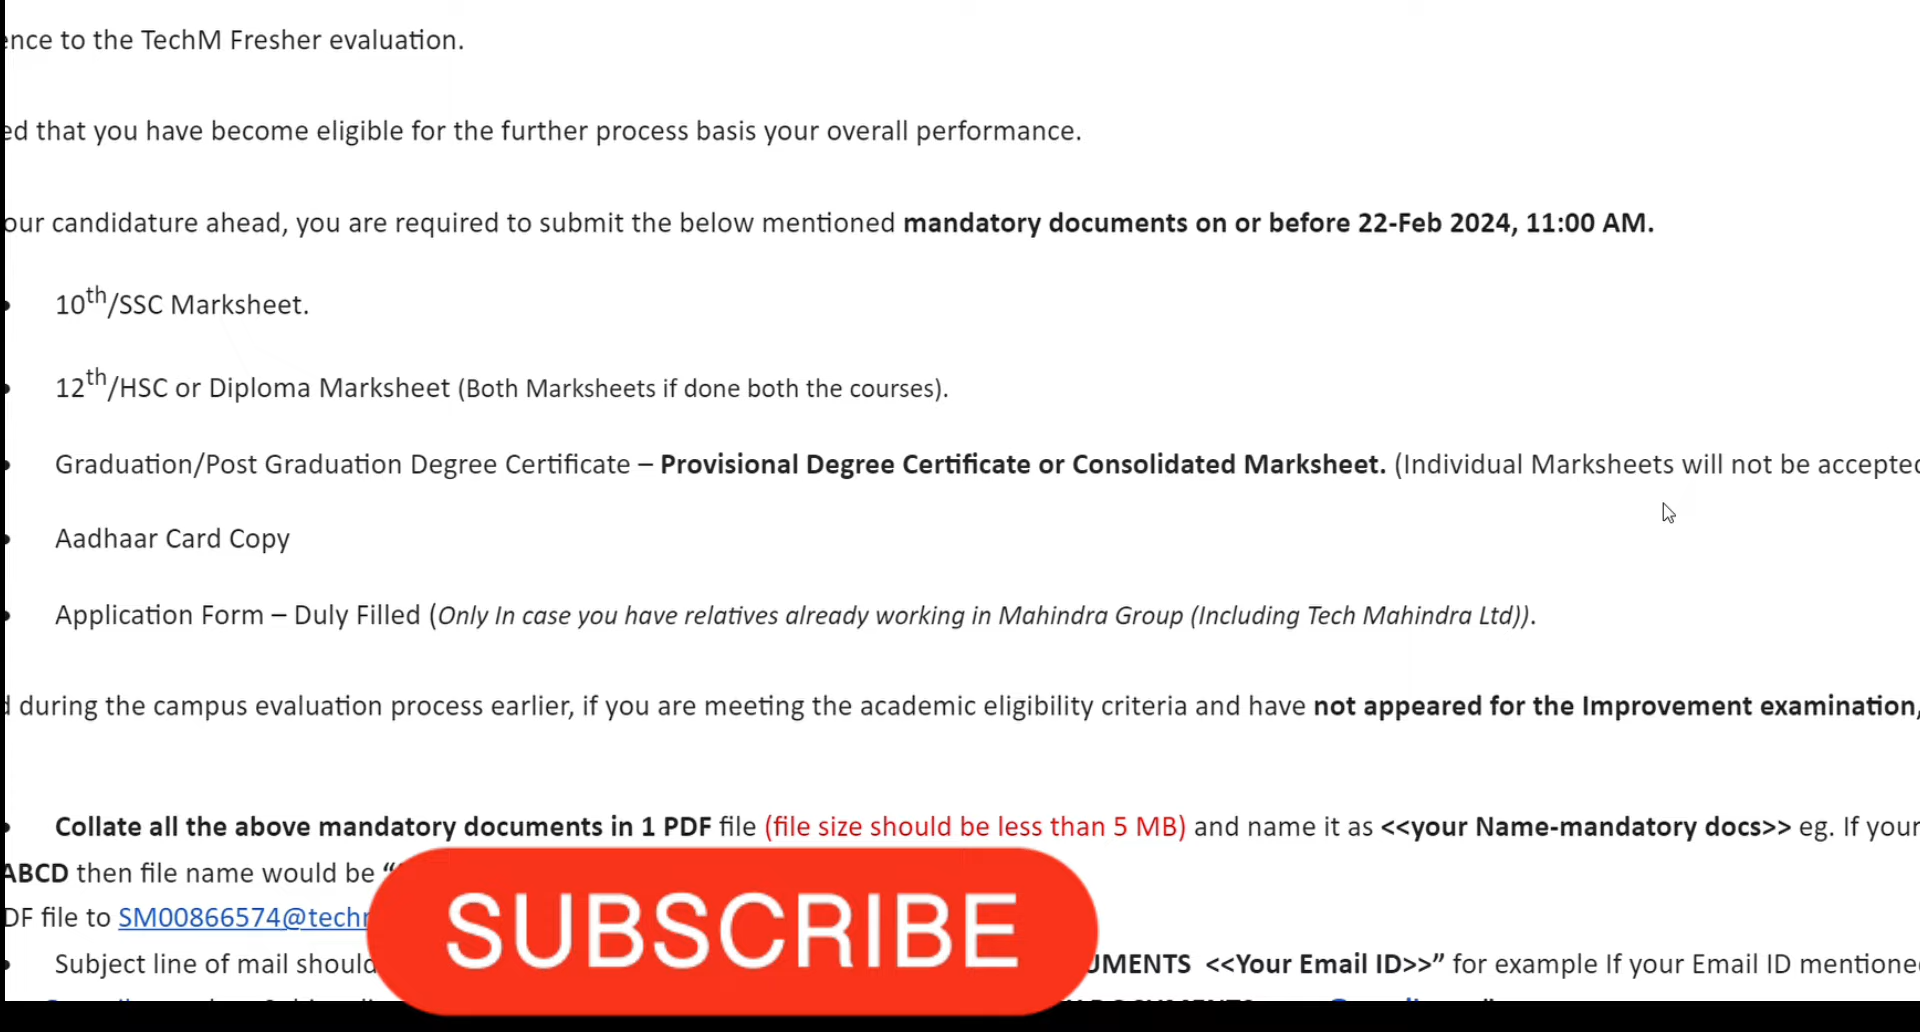 to the TechM Fresher evaluation.
that you have become eligible for the further process basis your overall performance.
candidature ahead, you are required to submit the below mentioned mandatory documents on or before 22-Feb 2024, 11:00 AM.
• 10th/SSC Marksheet.
• 12th/HSC or Diploma Marksheet (Both Marksheets if done both the courses).
• Graduation/Post Graduation Degree Certificate – Provisional Degree Certificate or Consolidated Marksheet. (Individual Marksheets will not be accepted
• Aadhaar Card Copy
• Application Form – Duly Filled (Only In case you have relatives already working in Mahindra Group (Including Tech Mahindra Ltd)).
during the campus evaluation process earlier, if you are meeting the academic eligibility criteria and have not appeared for the Improvement examination,
• Collate all the above mandatory documents in 1 PDF file (file size should be less than 5 MB) and name it as <<your Name-mandatory docs>> eg. If your
ABCD then file name would be “
file to SM00866574@tech
• Subject line of mail should UMENTS <<Your Email ID>>” for example If your Email ID mentioned
SUBSCRIBE